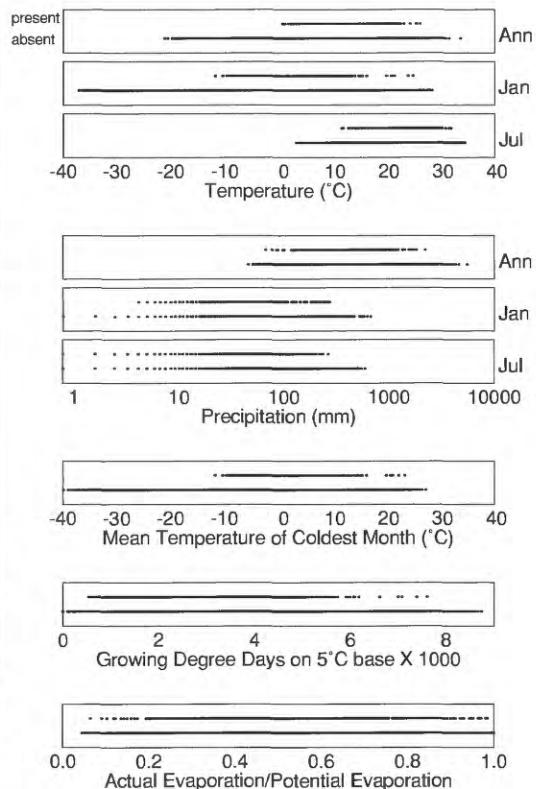 present
absent
Ann
Jan
Jul
-40 -30 -20 -10 0 10 20 30 40
Temperature (˚C)
Ann
Jan
Jul
1 10 100 1000 10000
Precipitation (mm)
-40 -30 -20 -10 0 10 20 30 40
Mean Temperature of Coldest Month (˚C)
0 2 4 6 8
Growing Degree Days on 5˚C base X 1000
0.0 0.2 0.4 0.6 0.8 1.0
Actual Evaporation/Potential Evaporation